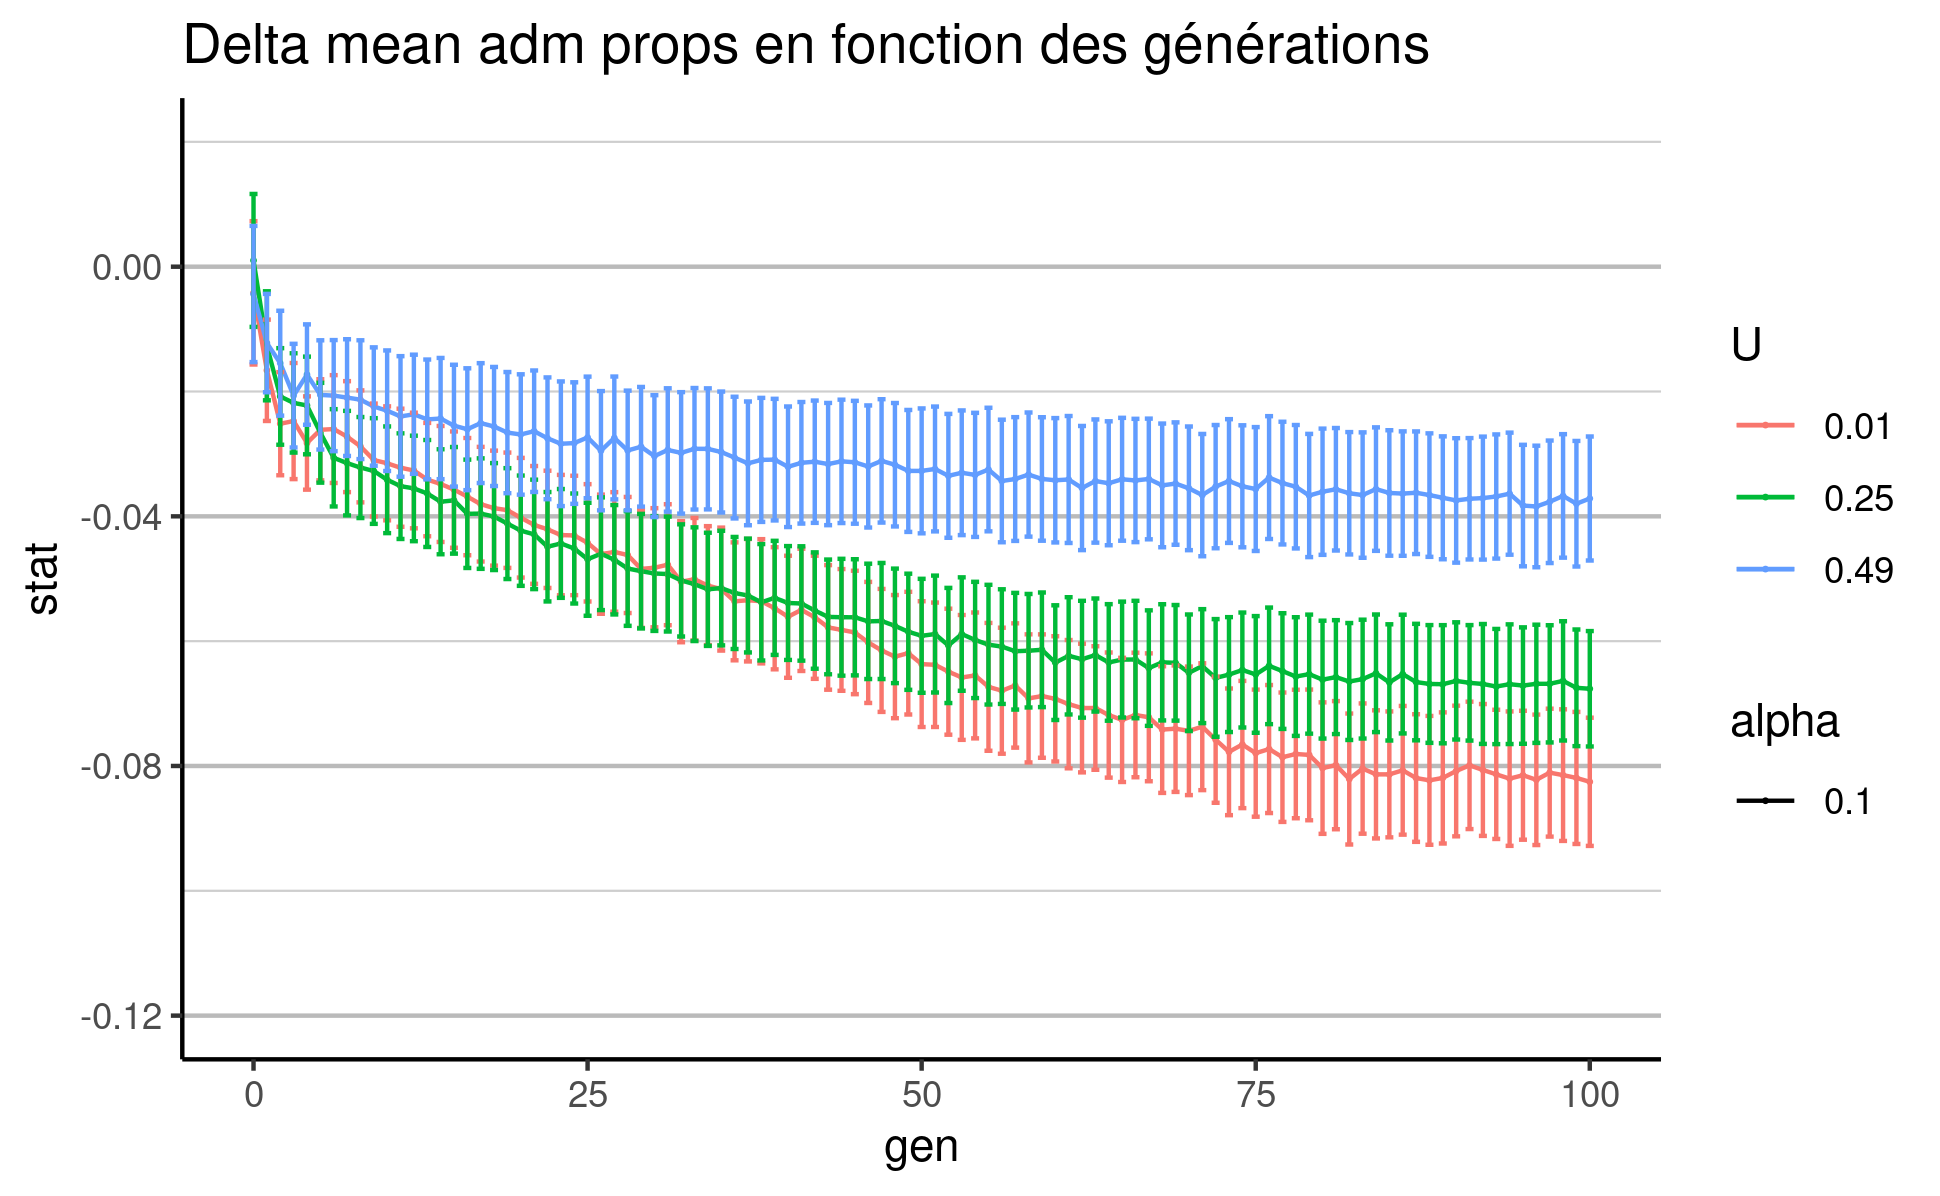 Delta mean adm props en fonction des générations
stat
0.00
-0.04
-0.08
-0.12
0
25
50
75
100
gen
U
0.01
0.25
0.49
alpha
0.1